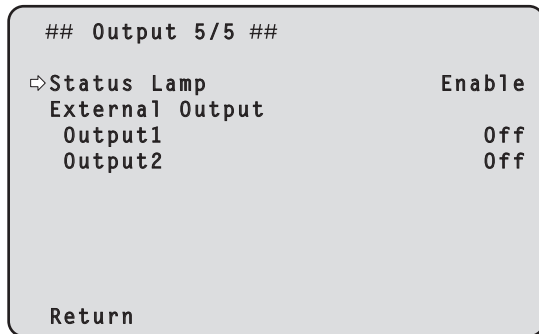 ## Output 5/5 ##
⇨Status Lamp Enable
External Output
Output1 Off
Output2 Off
Return